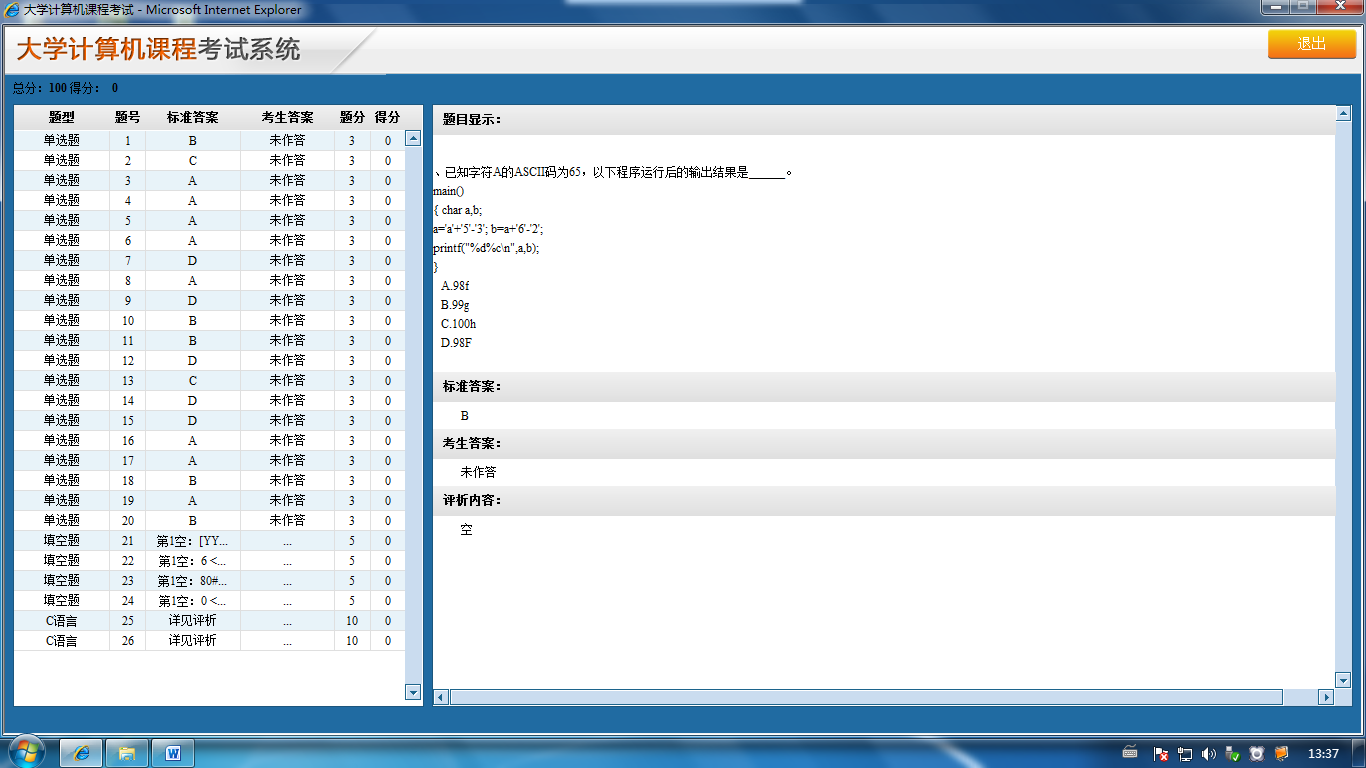 大学计算机课程考试 - Microsoft Internet Explorer
大学计算机课程考试系统
退出
总分：100 得分： 0
题型 题号 标准答案 考生答案 题分 得分
单选题 1 B 未作答 3 0
单选题 2 C 未作答 3 0
单选题 3 A 未作答 3 0
单选题 4 A 未作答 3 0
单选题 5 A 未作答 3 0
单选题 6 A 未作答 3 0
单选题 7 D 未作答 3 0
单选题 8 A 未作答 3 0
单选题 9 D 未作答 3 0
单选题 10 B 未作答 3 0
单选题 11 B 未作答 3 0
单选题 12 D 未作答 3 0
单选题 13 C 未作答 3 0
单选题 14 D 未作答 3 0
单选题 15 D 未作答 3 0
单选题 16 A 未作答 3 0
单选题 17 A 未作答 3 0
单选题 18 B 未作答 3 0
单选题 19 A 未作答 3 0
单选题 20 B 未作答 3 0
填空题 21 第1空：[YY... ... 5 0
填空题 22 第1空：6 <... ... 5 0
填空题 23 第1空：80#... ... 5 0
填空题 24 第1空：0 <... ... 5 0
C语言 25 详见评析 ... 10 0
C语言 26 详见评析 ... 10 0
题目显示：
、已知字符A的ASCII码为65，以下程序运行后的输出结果是______。
main()
{ char a,b;
a='a'+'5'-'3'; b=a+'6'-'2';
printf("%d%c\n",a,b);
}
A.98f
B.99g
C.100h
D.98F
标准答案：
B
考生答案：
未作答
评析内容：
空
13:37